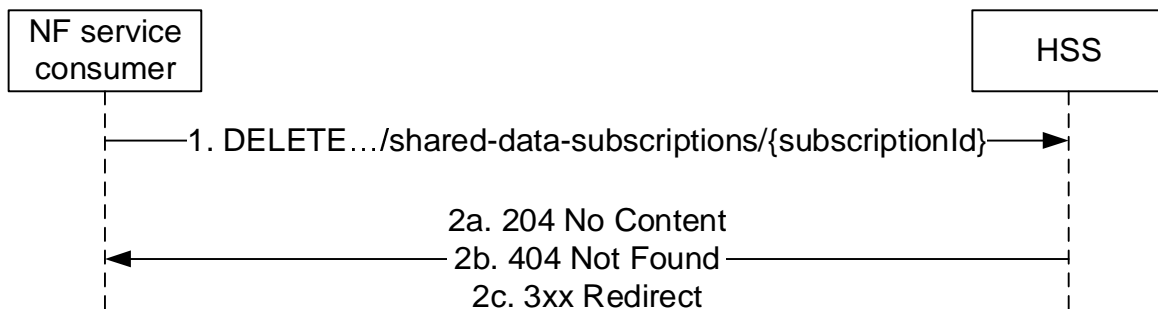 NF service
consumer
HSS
1. DELETE…/shared-data-subscriptions/{subscriptionId}
2a. 204 No Content
2b. 404 Not Found
2c. 3xx Redirect